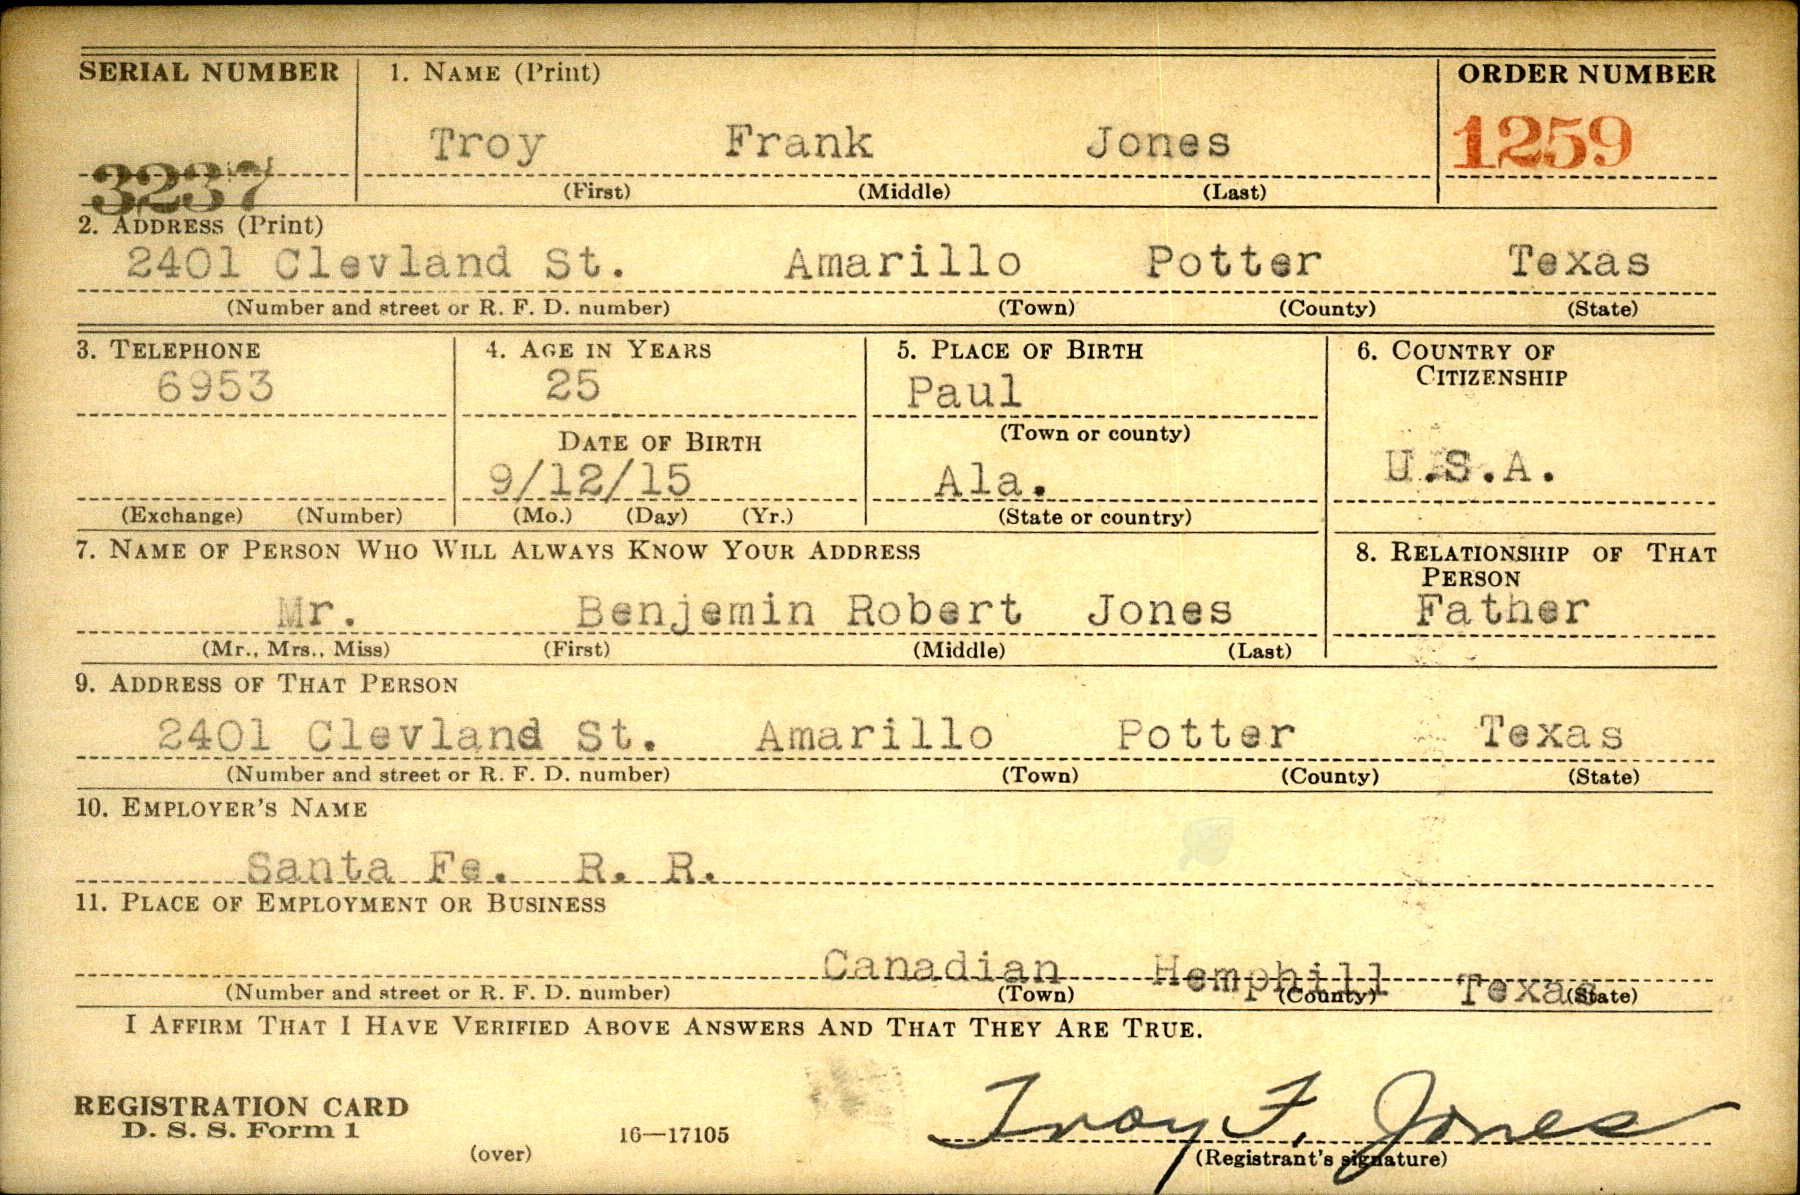 SERIAL NUMBER 1. NAME (Print) ORDER NUMBER
3237 Troy Frank Jones 1259
(First) (Middle) (Last)
2. ADDRESS (Print)
2401 Clevland St. Amarillo Potter Texas
(Number and street or R. F. D. number) (Town) (County) (State)
3. TELEPHONE 4. AGE IN YEARS 5. PLACE OF BIRTH 6. COUNTRY OF
CITIZENSHIP
6953 25 Paul
(Town or county)
DATE OF BIRTH
9/12/15 Ala. U.S.A.
(Exchange) (Number) (Mo.) (Day) (Yr.) (State or country)
7. NAME OF PERSON WHO WILL ALWAYS KNOW YOUR ADDRESS 8. RELATIONSHIP OF THAT
PERSON
Mr. Benjemin Robert Jones Father
(Mr., Mrs., Miss) (First) (Middle) (Last)
9. ADDRESS OF THAT PERSON
2401 Clevland St. Amarillo Potter Texas
(Number and street or R. F. D. number) (Town) (County) (State)
10. EMPLOYER'S NAME
Santa Fe. R. R.
11. PLACE OF EMPLOYMENT OR BUSINESS
Canadian Hemphill Texas
(Number and street or R. F. D. number) (Town) (County) (State)
I AFFIRM THAT I HAVE VERIFIED ABOVE ANSWERS AND THAT THEY ARE TRUE.
REGISTRATION CARD
D. S. S. Form 1
(over) 16—17105
Troy F. Jones
(Registrant's signature)